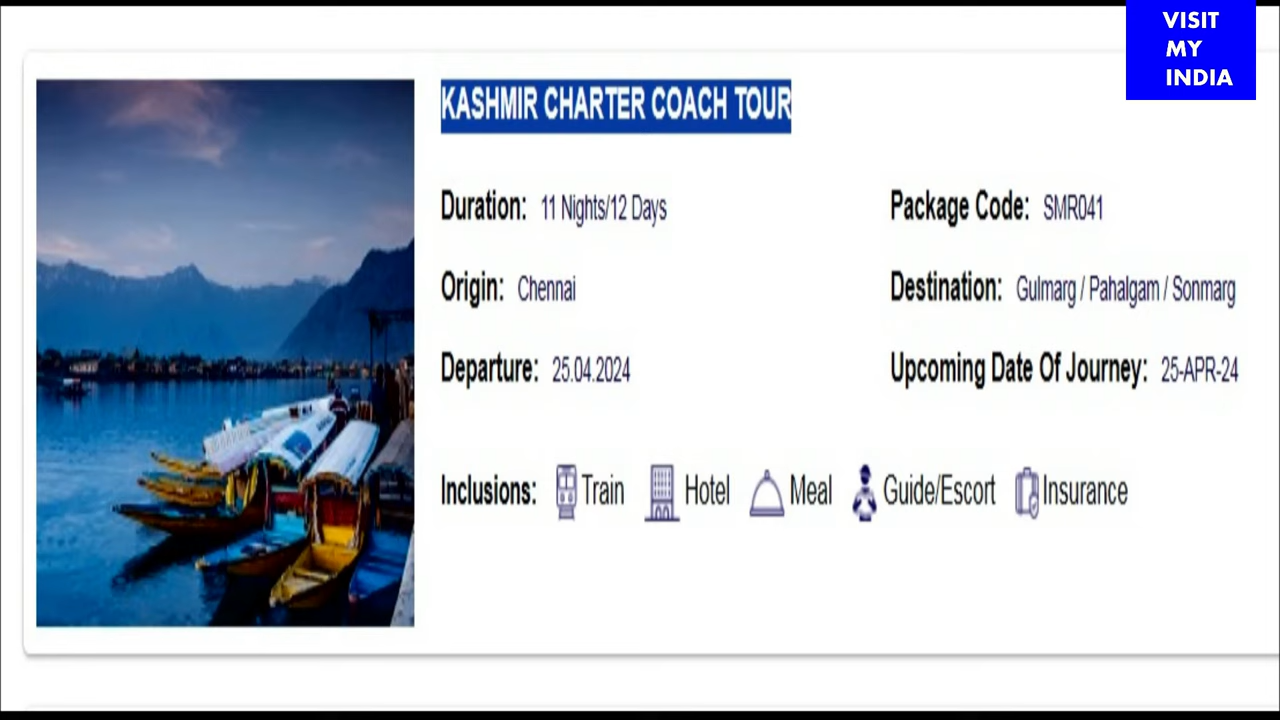 VISIT
MY
INDIA
KASHMIR CHARTER COACH TOUR
Duration: 11 Nights/12 Days
Package Code: SMR041
Origin: Chennai
Destination: Gulmarg / Pahalgam / Sonmarg
Departure: 25.04.2024
Upcoming Date Of Journey: 25-APR-24
Inclusions: Train Hotel Meal Guide/Escort Insurance